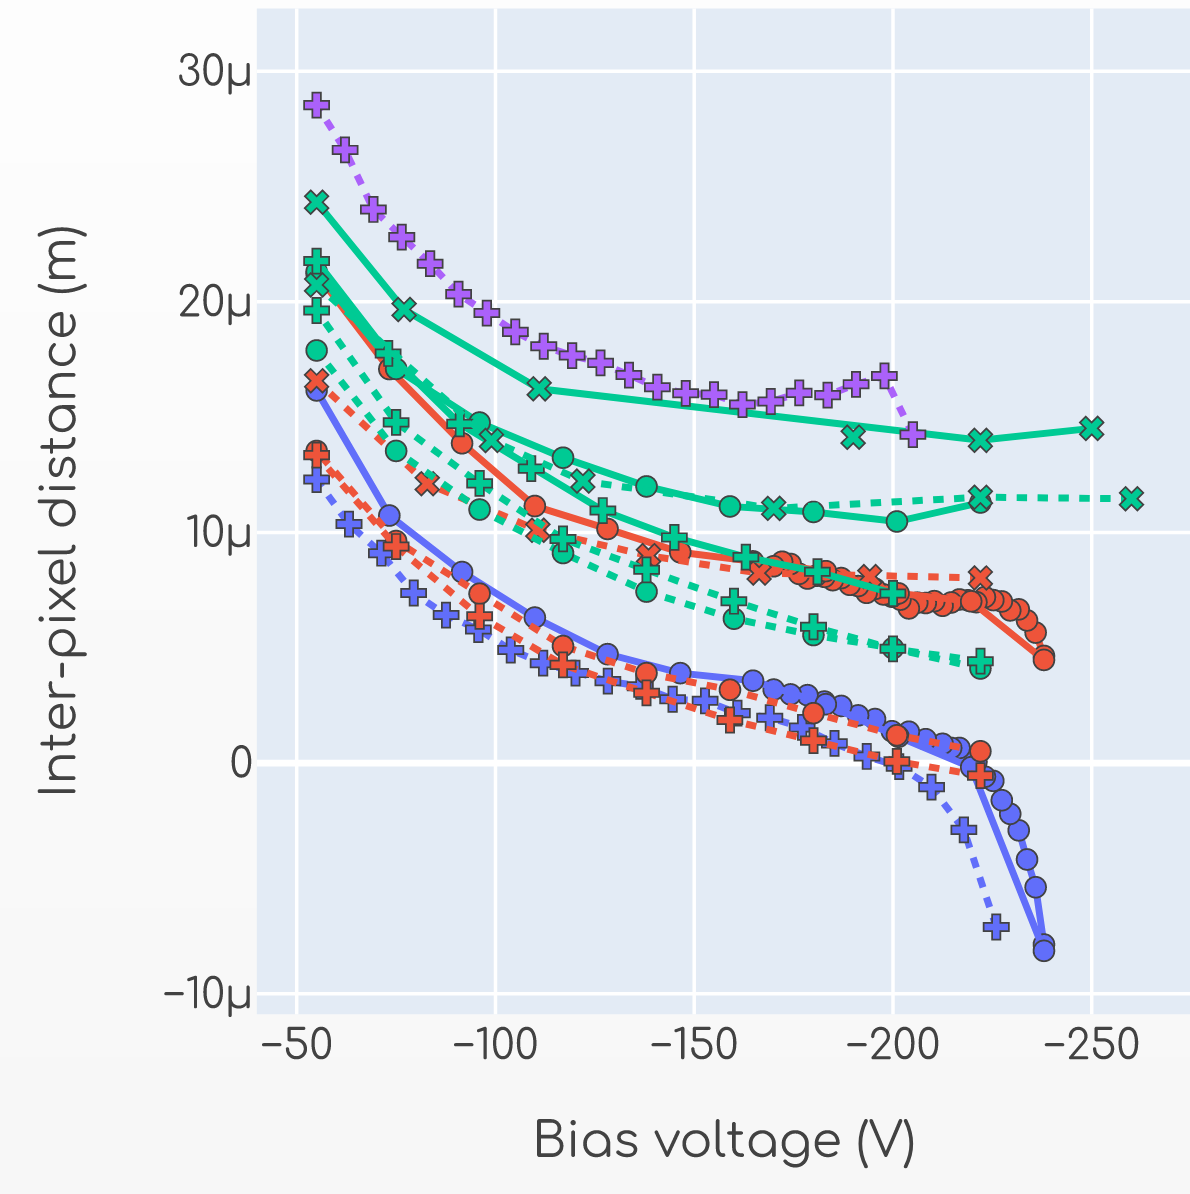 30μ
20μ
10μ
0
−10μ
Inter-pixel distance (m)
−50 −100 −150 −200 −250
Bias voltage (V)